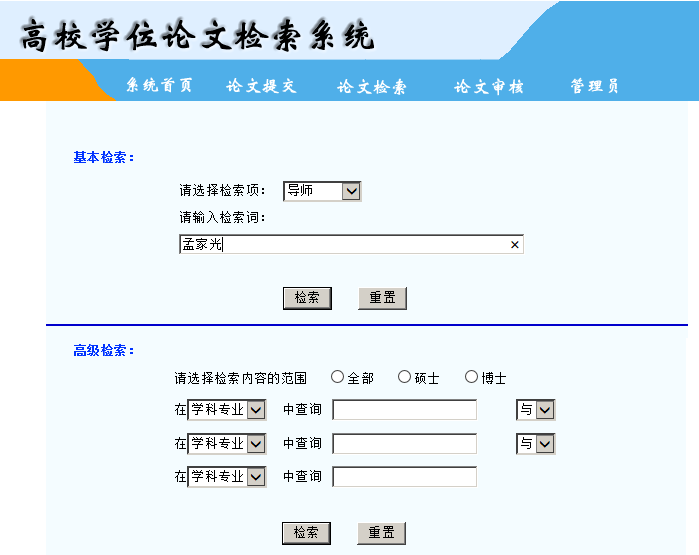 高校学位论文检索系统
系统首页 论文提交 论文检索 论文审核 管理员
基本检索：
请选择检索项： 导师
请输入检索词：
孟家光 ×
检索 重置
高级检索：
请选择检索内容的范围 全部 硕士 博士
在 学科专业 中查询 与
在 学科专业 中查询 与
在 学科专业 中查询
检索 重置